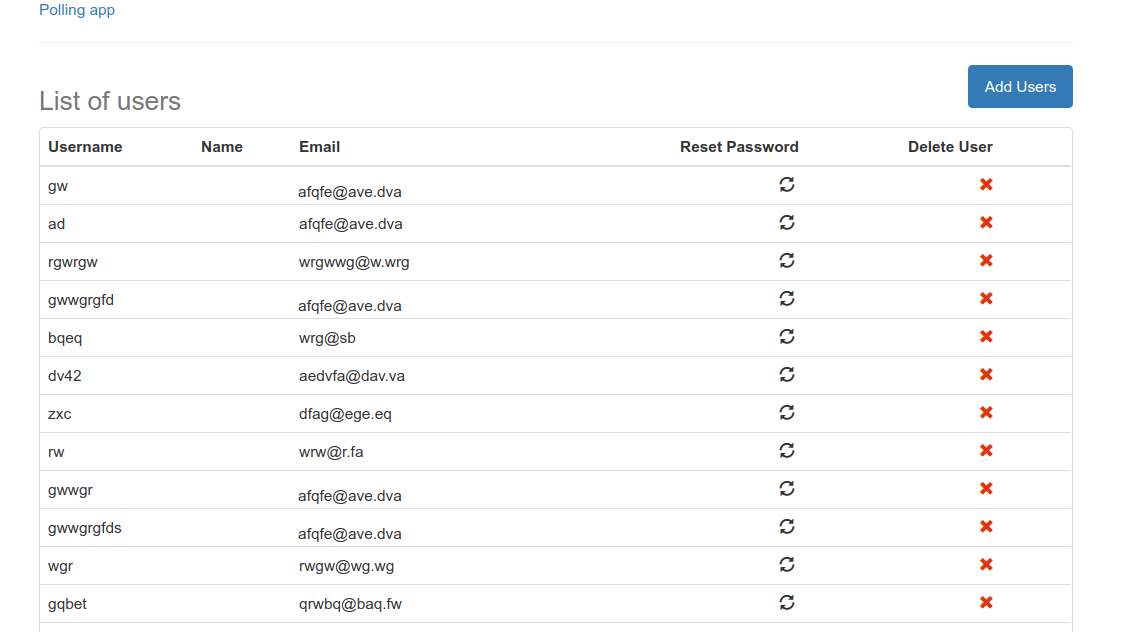 Polling app
List of users
Add Users
Username Name Email Reset Password Delete User
gw afqfe@ave.dva
ad afqfe@ave.dva
rgwrgw wrgwwg@w.wrg
gwwgrgfd afqfe@ave.dva
bqeq wrg@sb
dv42 aedvfa@dav.va
zxc dfag@ege.eq
rw wrw@r.fa
gwwgr afqfe@ave.dva
gwwgrgfds afqfe@ave.dva
wgr rwgw@wg.wg
gqbet qrwbq@baq.fw